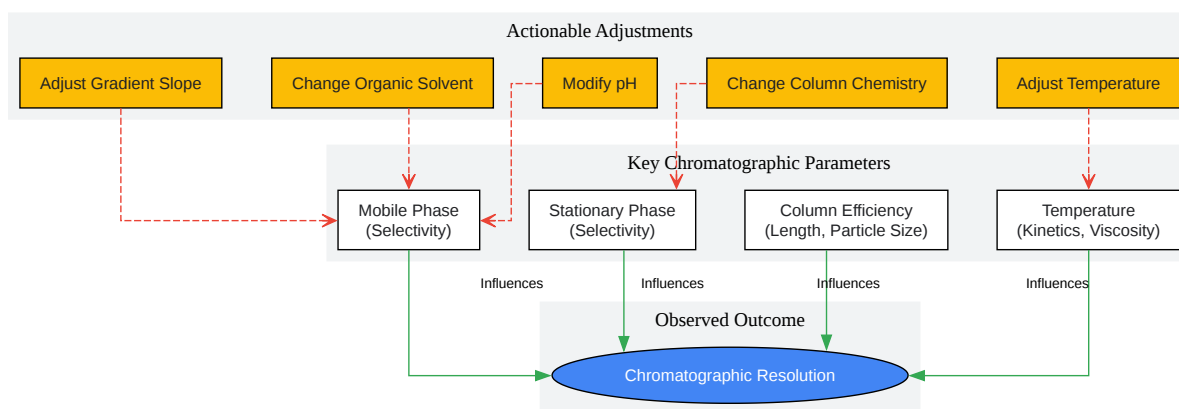 Actionable Adjustments
Adjust Gradient Slope
Change Organic Solvent
Modify pH
Change Column Chemistry
Adjust Temperature
Key Chromatographic Parameters
Mobile Phase
(Selectivity)
Stationary Phase
(Selectivity)
Column Efficiency
(Length, Particle Size)
Temperature
(Kinetics, Viscosity)
Influences
Influences
Influences
Influences
Observed Outcome
Chromatographic Resolution